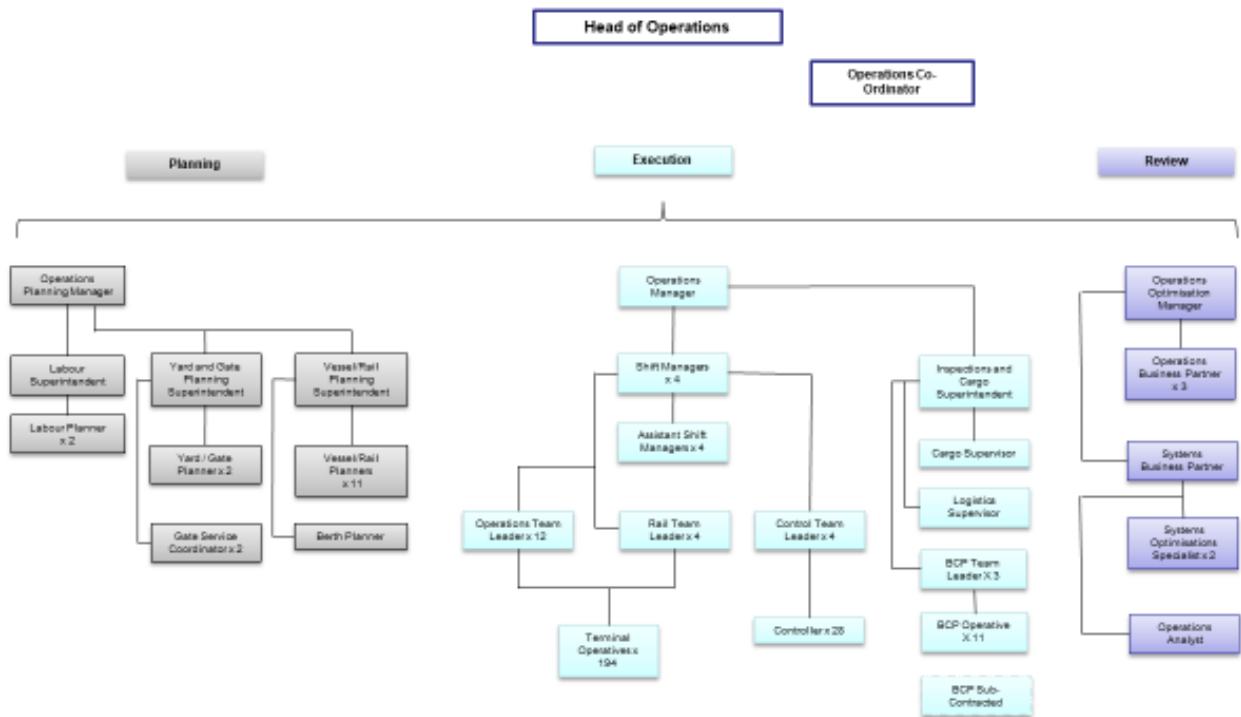 Head of Operations
Operations Co-
Ordinator
Planning
Execution
Review
Operations
Planning Manager
Operations
Manager
Operations
Optimisation
Manager
Labour
Superintendent
Yard and Gate
Planning
Superintendent
Vessel/Rail
Planning
Superintendent
Shift Managers
x 4
Inspections and
Cargo
Superintendent
Operations
Business Partner
x 3
Labour Planner
x 2
Yard / Gate
Planner x 2
Vessel/Rail
Planners
x 11
Assistant Shift
Managers x 4
Cargo Supervisor
Systems
Business Partner
Logistics
Supervisor
Gate Service
Coordinator x 2
Berth Planner
Operations Team
Leader x 12
Rail Team
Leader x 4
Control Team
Leader x 4
Systems
Optimisations
Specialist x 2
BCP Team
Leader X 3
Terminal
Operatives x
194
Controller x 28
BCP Operative
X 11
Operations
Analyst
BCP Sub-
Contracted